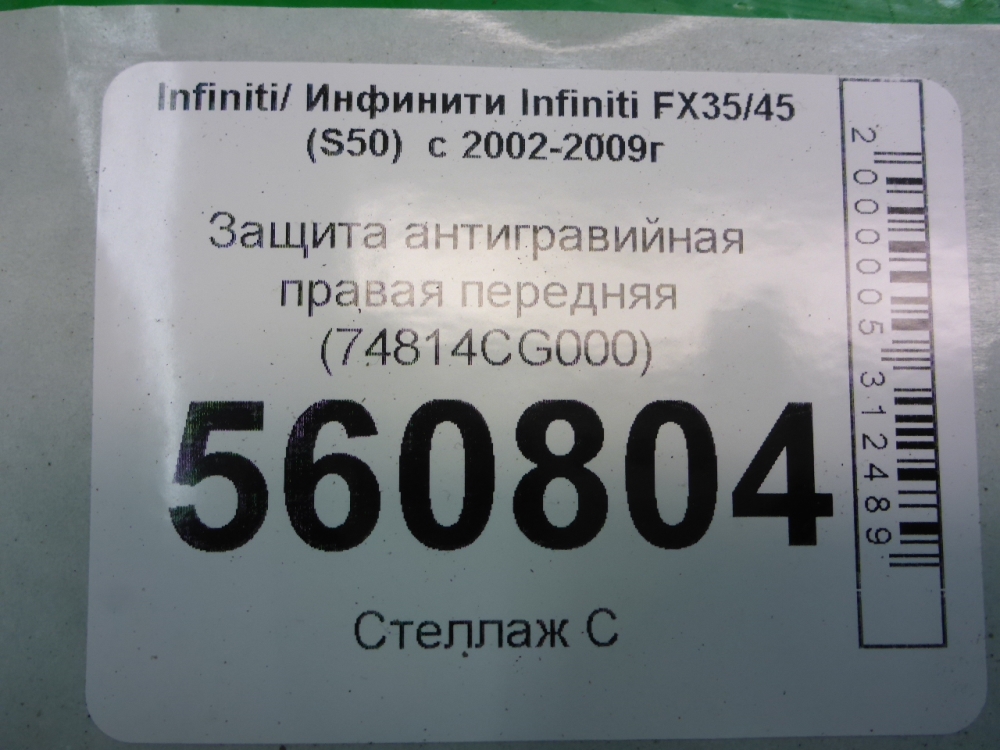 Infiniti/ Инфинити Infiniti FX35/45
(S50) с 2002-2009г
Защита антигравийная
правая передняя
(74814CG000)
560804
Стеллаж С
2000005312489